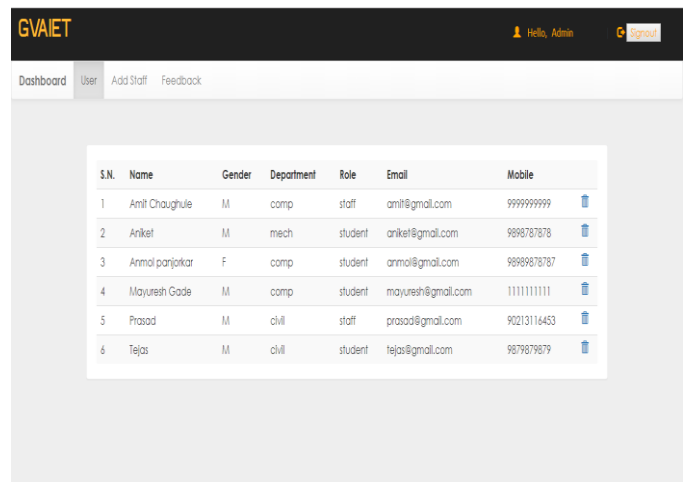 GVAIET
Hello, Admin Signout
Dashboard User Add Staff Feedback
S.N. Name Gender Department Role Email Mobile
1 Amit Chaughule M comp staff amit@gmail.com 9999999999
2 Aniket M mech student aniket@gmail.com 9898787878
3 Anmol panjorkar F comp student anmol@gmail.com 98989878787
4 Mayuresh Gade M comp student mayuresh@gmail.com 1111111111
5 Prasad M civil staff prasad@gmail.com 90213116453
6 Tejas M civil student tejas@gmail.com 9879879879